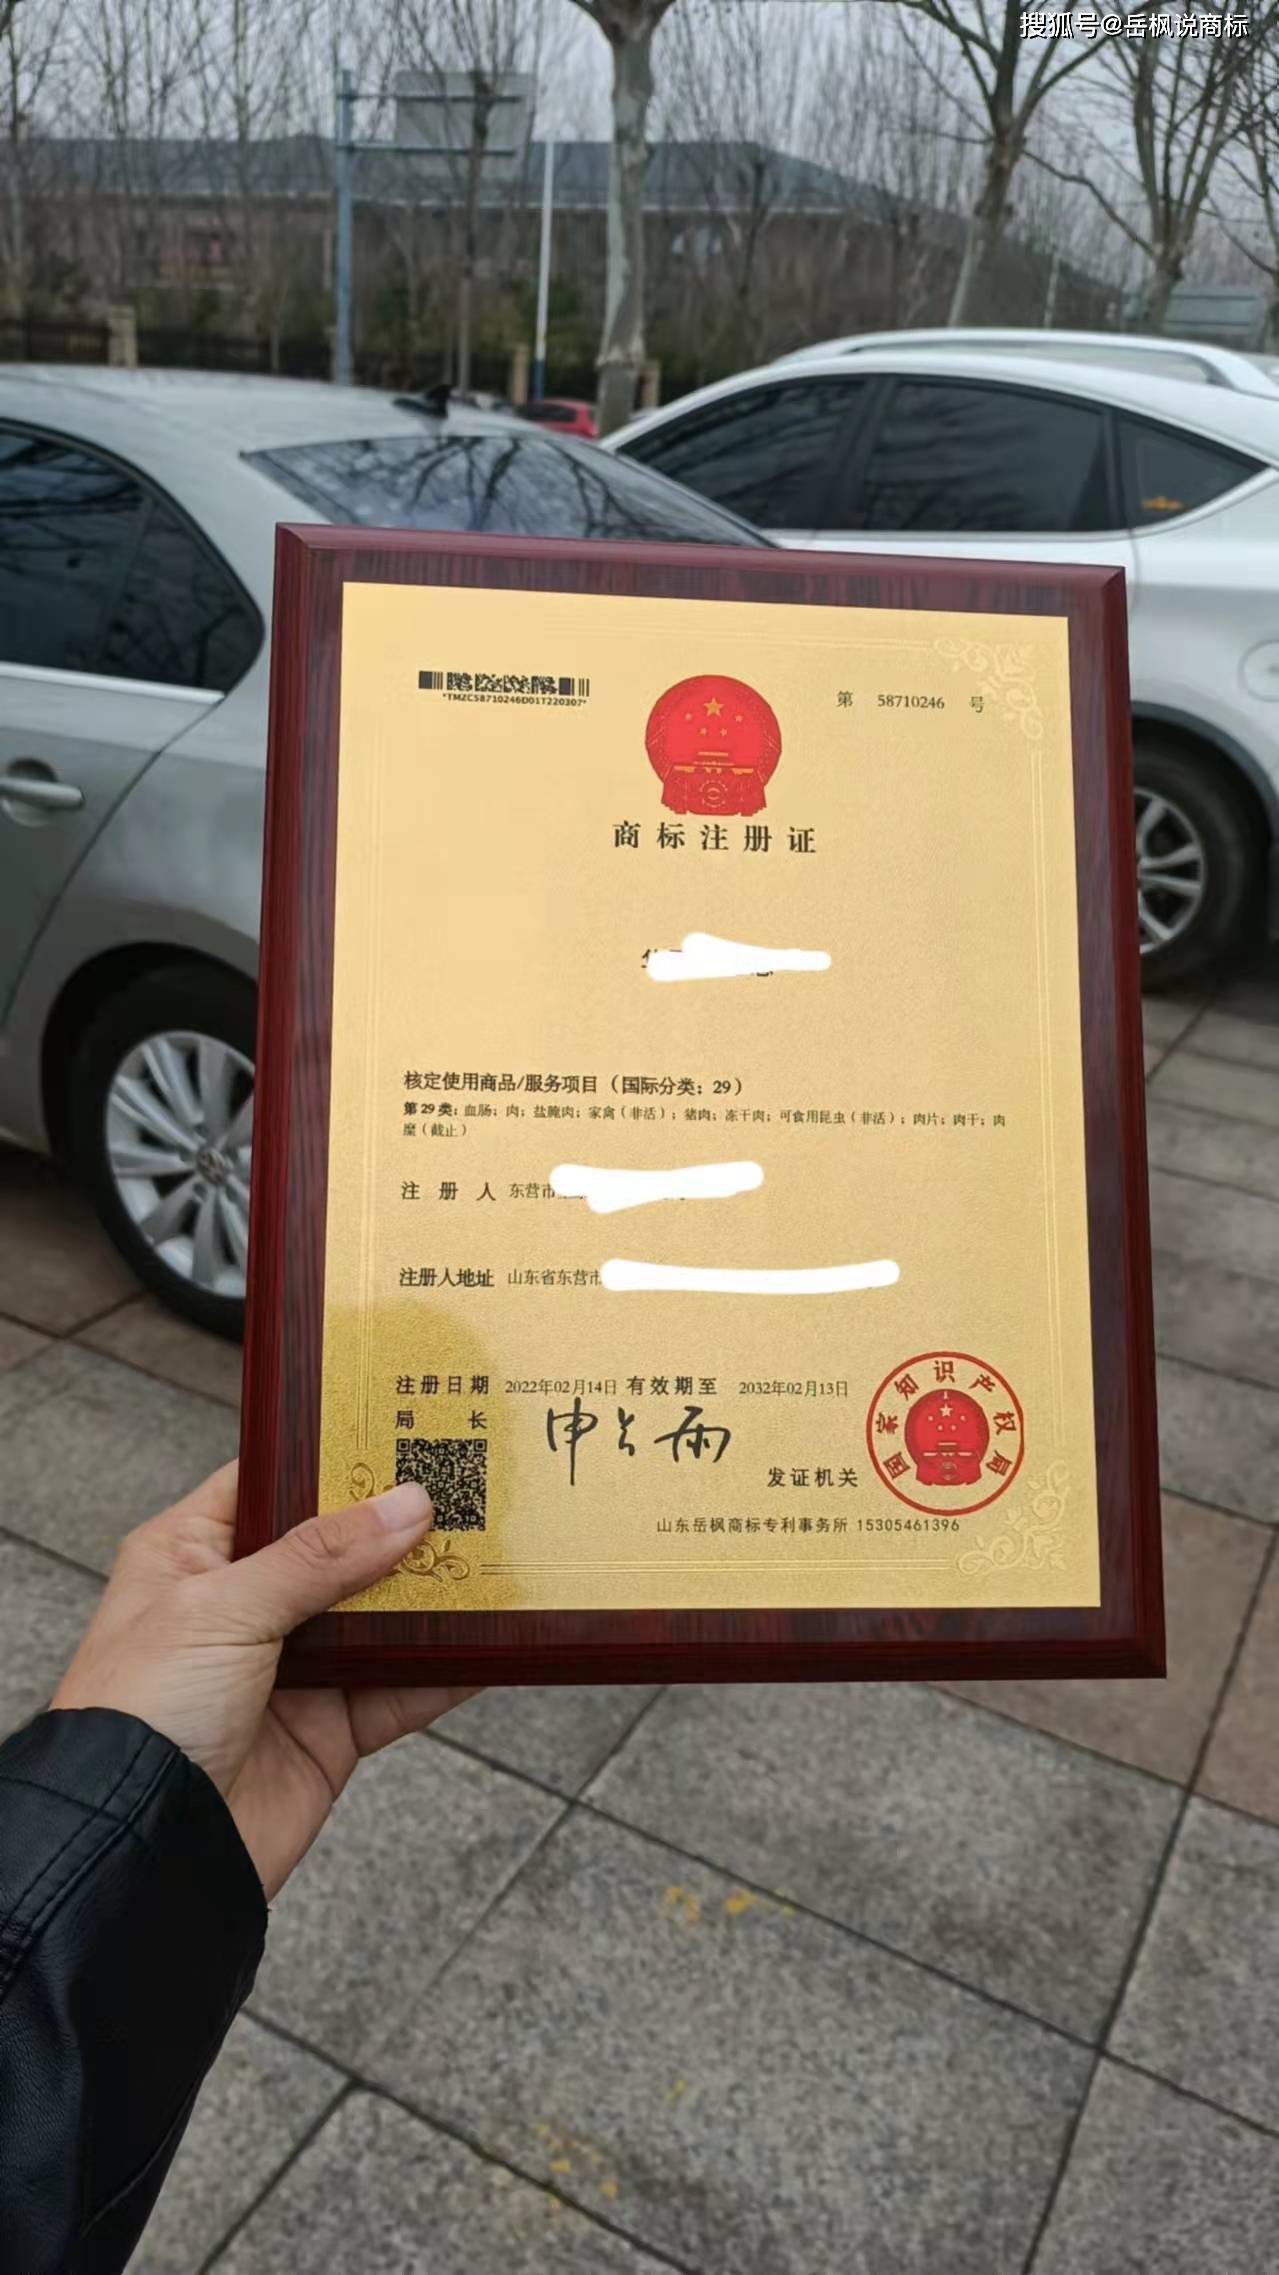 搜狐号@岳枫说商标
*TMZC58710246D01T220307*
第 58710246 号
商标注册证
核定使用商品/服务项目（国际分类：29）
第29类：血肠；肉；盐腌肉；家禽（非活）；猪肉；冻干肉；可食用昆虫（非活）；肉片；肉干；肉
糜（截止）
注册人 东营市
注册人地址 山东省东营市
注册日期 2022年02月14日 有效期至 2032年02月13日
局长 申长雨
发证机关
国家知识产权局
山东岳枫商标专利事务所 15305461396